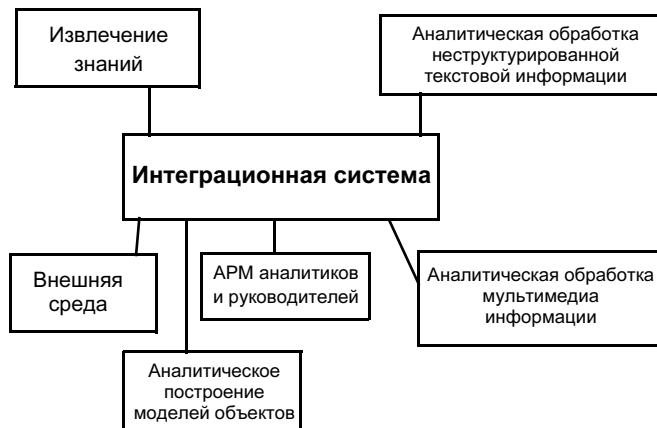 Извлечение
знаний
Аналитическая обработка
неструктурированной
текстовой информации
Интеграционная система
Внешняя
среда
АРМ аналитиков
и руководителей
Аналитическая обработка
мультимедиа
информации
Аналитическое
построение
моделей объектов